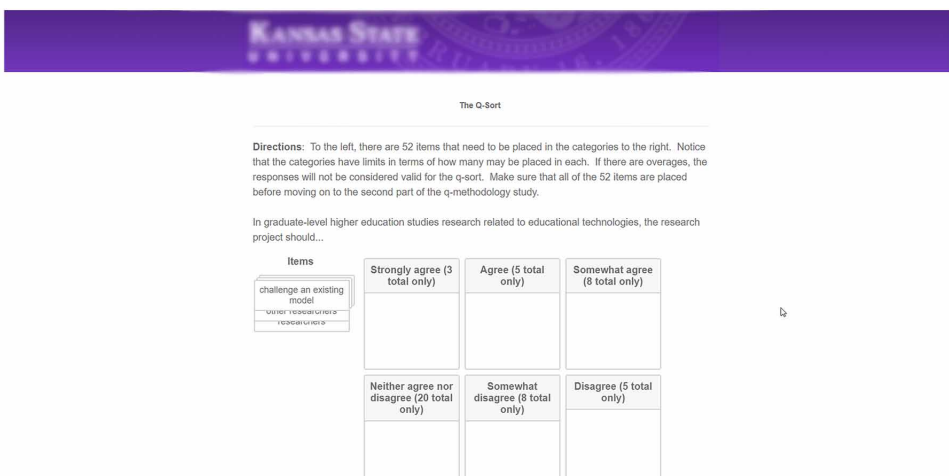 KANSAS STATE
UNIVERSITY
The Q-Sort
Directions: To the left, there are 52 items that need to be placed in the categories to the right. Notice
that the categories have limits in terms of how many may be placed in each. If there are overages, the
responses will not be considered valid for the q-sort. Make sure that all of the 52 items are placed
before moving on to the second part of the q-methodology study.
In graduate-level higher education studies research related to educational technologies, the research
project should...
Items
challenge an existing
model
other researchers
researchers
Strongly agree (3
total only)
Agree (5 total
only)
Somewhat agree
(8 total only)
Neither agree nor
disagree (20 total
only)
Somewhat
disagree (8 total
only)
Disagree (5 total
only)